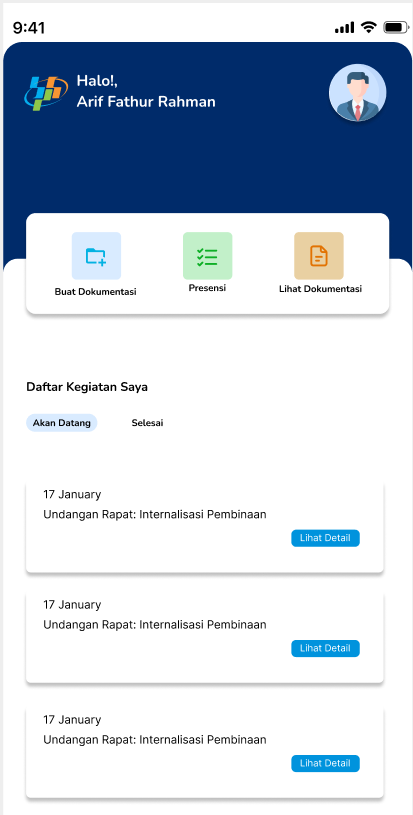 9:41
Halo!,
Arif Fathur Rahman
Buat Dokumentasi
Presensi
Lihat Dokumentasi
Daftar Kegiatan Saya
Akan Datang
Selesai
17 January
Undangan Rapat: Internalisasi Pembinaan
Lihat Detail
17 January
Undangan Rapat: Internalisasi Pembinaan
Lihat Detail
17 January
Undangan Rapat: Internalisasi Pembinaan
Lihat Detail